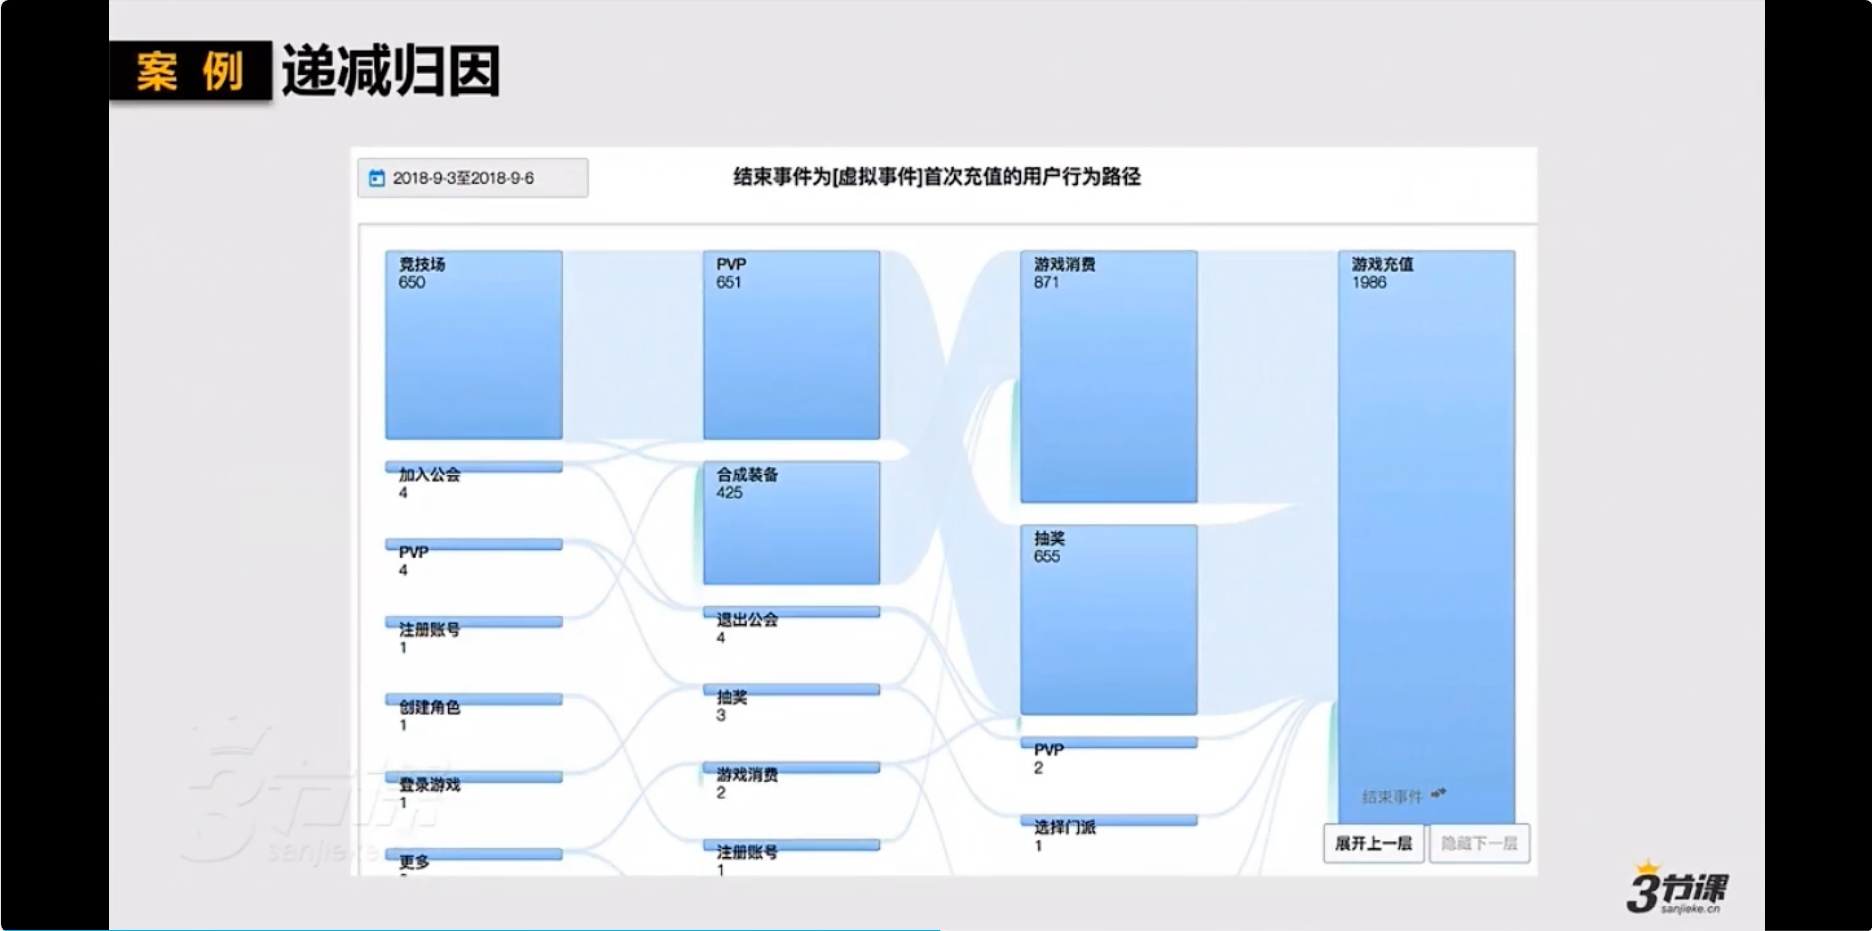 案 例 递减归因
2018-9-3至2018-9-6
结束事件为[虚拟事件]首次充值的用户行为路径
竞技场
650
加入公会
4
PVP
4
注册账号
1
创建角色
1
登录游戏
1
更多
PVP
651
合成装备
425
退出公会
4
抽奖
3
游戏消费
2
注册账号
1
游戏消费
871
抽奖
655
PVP
2
选择门派
1
游戏充值
1986
结束事件
展开上一层
隐藏下一层
3节课
sanjieke.cn
3节课
sanjieke